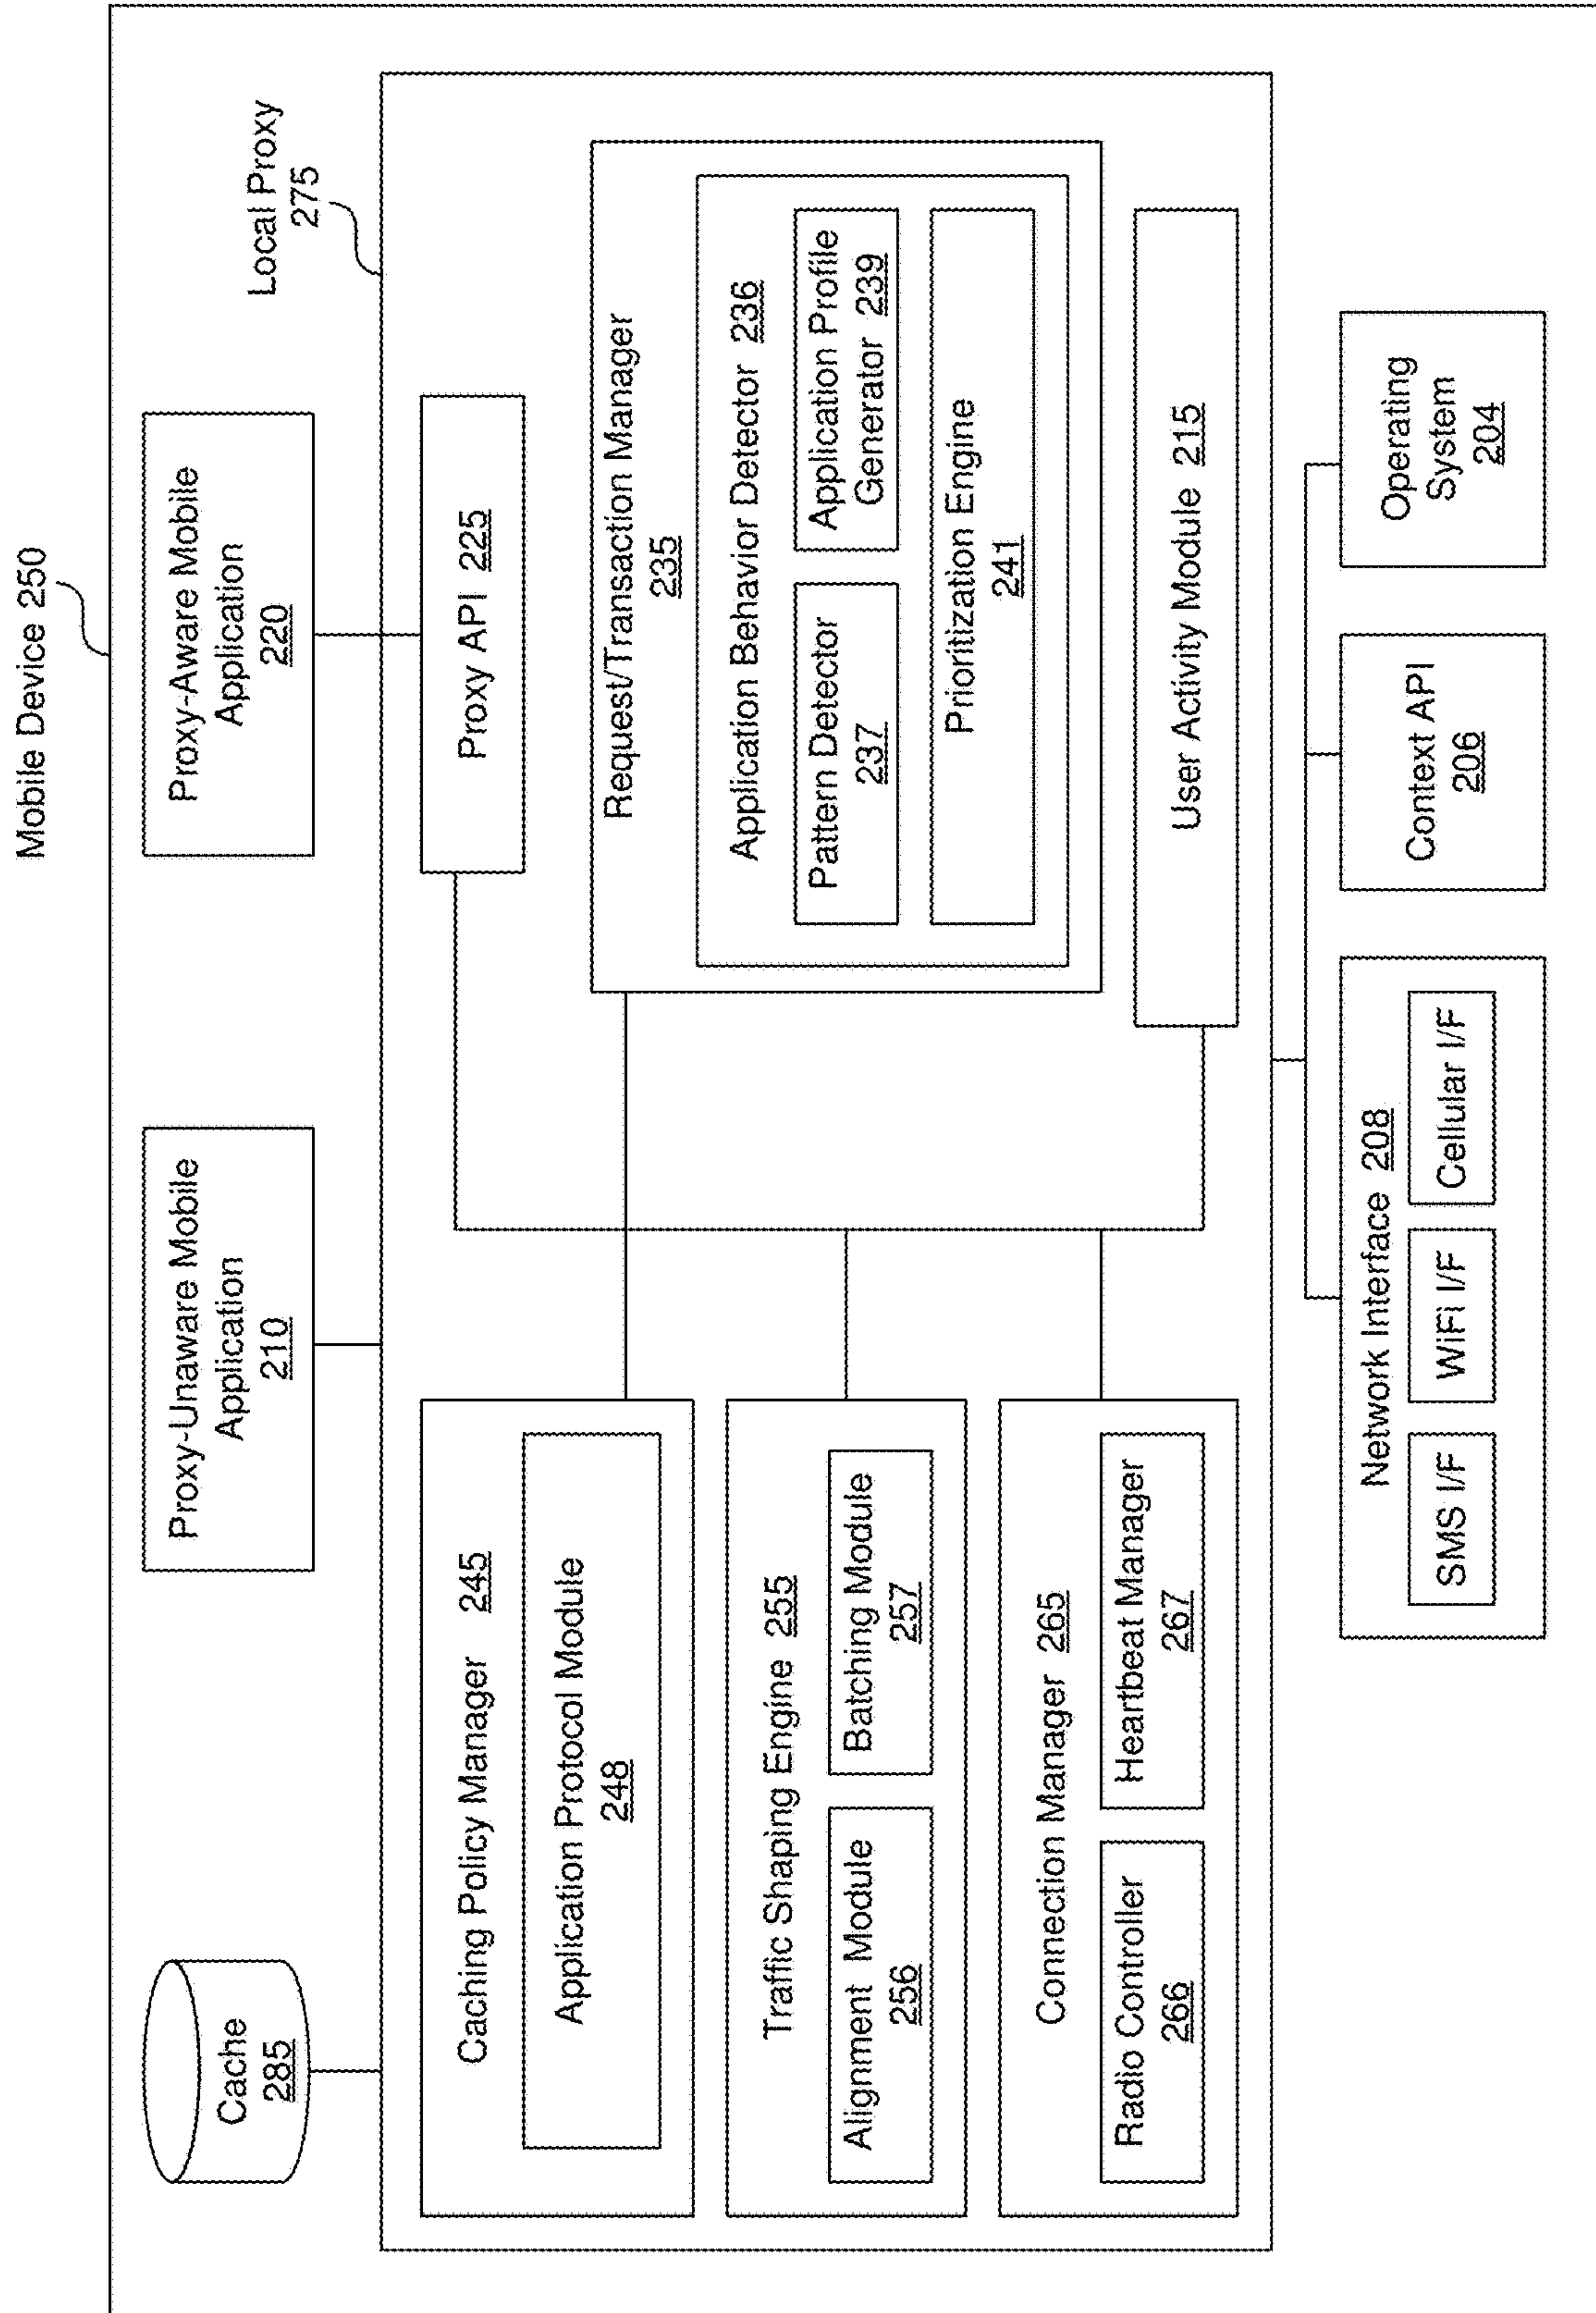 Mobile Device 250
Cache
285
Proxy-Unaware Mobile
Application
210
Proxy-Aware Mobile
Application
220
Local Proxy
275
Caching Policy Manager 245
Application Protocol Module
248
Proxy API 225
Traffic Shaping Engine 255
Alignment Module
256
Batching Module
257
Request/Transaction Manager
235
Application Behavior Detector 236
Pattern Detector
237
Application Profile
Generator 239
Prioritization Engine
241
Connection Manager 265
Radio Controller
266
Heartbeat Manager
267
User Activity Module 215
Network Interface 208
SMS I/F
WiFi I/F
Cellular I/F
Context API
206
Operating
System
204